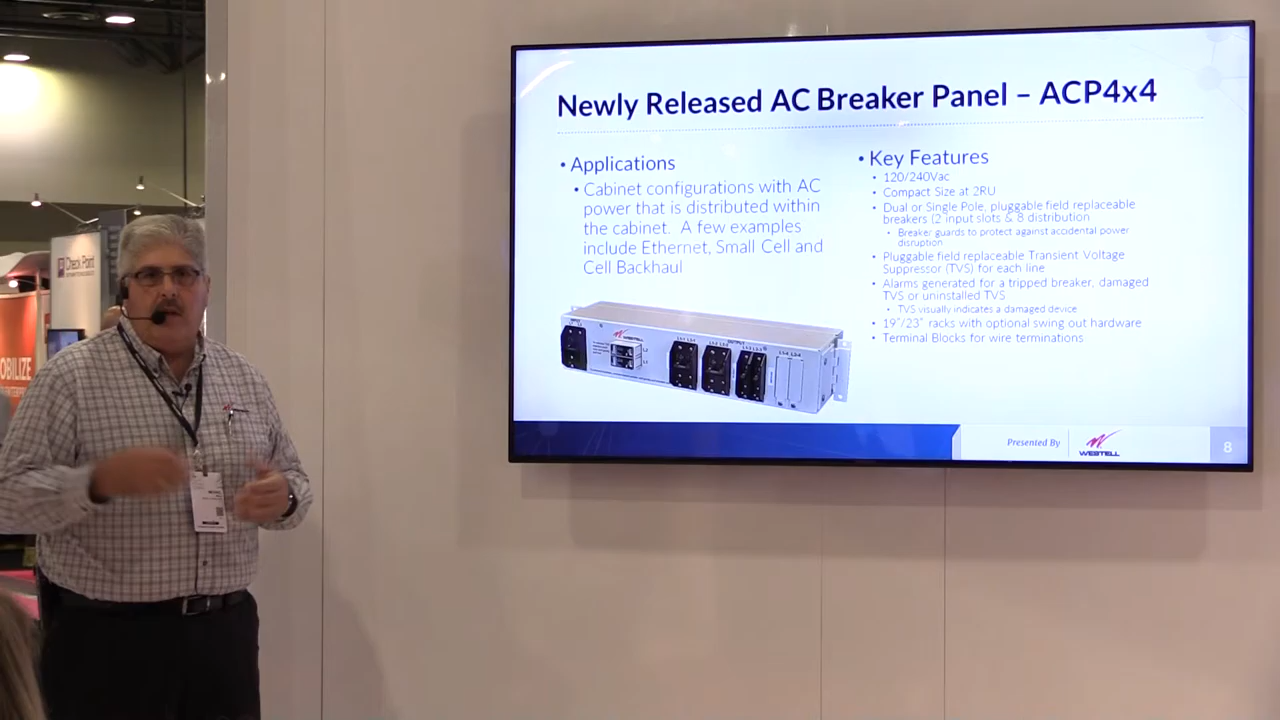 Newly Released AC Breaker Panel – ACP4x4
• Applications
• Cabinet configurations with AC
power that is distributed within
the cabinet. A few examples
include Ethernet, Small Cell and
Cell Backhaul
• Key Features
• 120/240Vac
• Compact Size at 2RU
• Dual or Single Pole, pluggable field replaceable
breakers (2 input slots & 8 distribution
• Breaker guards to protect against accidental power
disruption
• Pluggable field replaceable Transient Voltage
Suppressor (TVS) for each line
• Alarms generated for a tripped breaker, damaged
TVS or uninstalled TVS
• TVS visually indicates a damaged device
• 19"/23" racks with optional swing out hardware
• Terminal Blocks for wire terminations
WESTELL
Presented By
WESTELL
8
Check Point
MOBILIZE